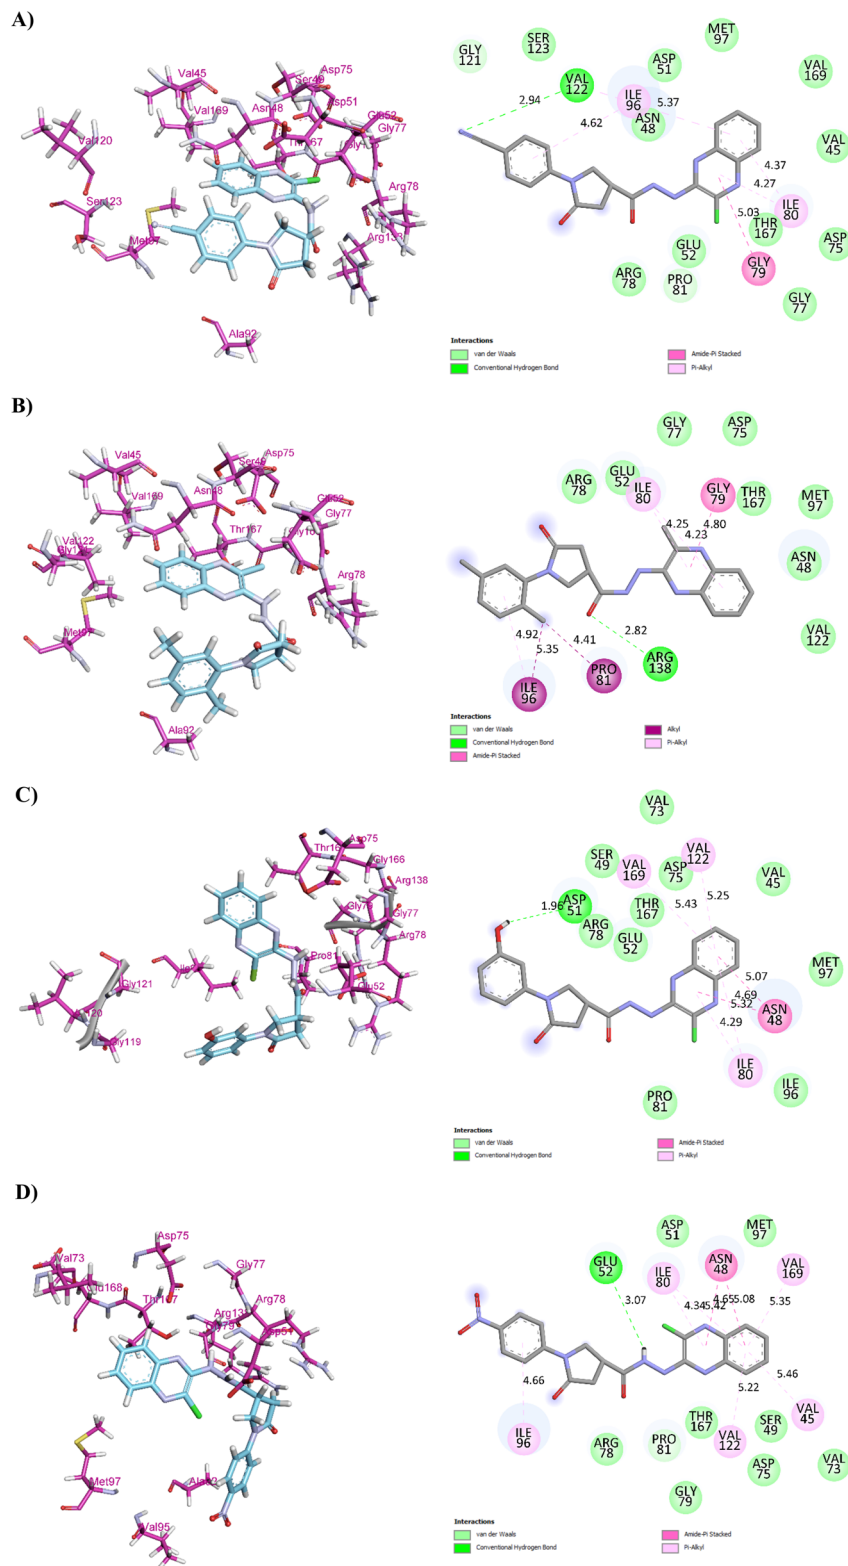 A)
Val45
Asp75
Ser49
Asp51
Val169
Asn48
Glu52
Gly77
Val120
Thr167
Arg78
Ser123
Met97
Ala92
GLY
121
SER
123
VAL
122
ASP
51
MET
97
VAL
169
ILE
96
ASN
48
VAL
45
2.94
5.37
4.62
4.37
4.27
5.03
ILE
80
THR
167
GLU
52
ASP
75
ARG
78
PRO
81
GLY
79
GLY
77
Interactions
van der Waals
Conventional Hydrogen Bond
Amide-Pi Stacked
Pi-Alkyl
B)
Val45
Asp75
Ser49
Val169
Asn48
Glu52
Gly77
Val122
Thr167
Arg78
Met97
Ala92
GLY
77
ASP
75
ARG
78
GLU
52
ILE
80
GLY
79
THR
167
MET
97
ASN
48
4.25
4.80
4.23
VAL
122
4.92
5.35
4.41
2.82
ILE
96
PRO
81
ARG
138
Interactions
van der Waals
Conventional Hydrogen Bond
Amide-Pi Stacked
Alkyl
Pi-Alkyl
C)
Asp75
Gly166
Arg138
Gly77
Arg78
Pro81
Glu52
Gly121
Gly119
VAL
73
SER
49
VAL
169
ASP
75
VAL
122
VAL
45
1.96
ASP
51
ARG
78
GLU
52
THR
167
5.43
5.25
MET
97
5.07
4.69
5.32
4.29
ASN
48
ILE
80
ILE
96
PRO
81
Interactions
van der Waals
Conventional Hydrogen Bond
Amide-Pi Stacked
Pi-Alkyl
D)
Asp75
Val73
Gly77
Thr167
Arg78
Met97
Val95
ASP
51
MET
97
GLU
52
ILE
80
ASN
48
VAL
169
3.07
4.34
5.42
4.65
5.08
5.35
4.66
5.22
5.46
ILE
96
ARG
78
PRO
81
THR
167
VAL
122
SER
49
VAL
45
ASP
75
VAL
73
GLY
79
Interactions
van der Waals
Conventional Hydrogen Bond
Amide-Pi Stacked
Pi-Alkyl